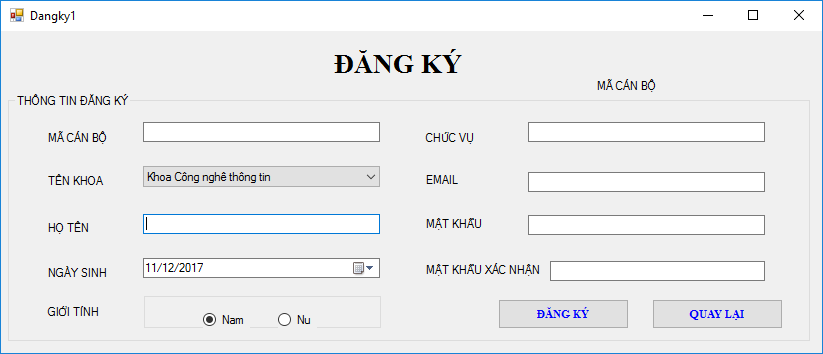 Dangky1
ĐĂNG KÝ
MÃ CÁN BỘ
THÔNG TIN ĐĂNG KÝ
MÃ CÁN BỘ
CHỨC VỤ
TÊN KHOA
Khoa Công nghê thông tin
EMAIL
HỌ TÊN
MẬT KHẨU
NGÀY SINH
11/12/2017
MẬT KHẨU XÁC NHẬN
GIỚI TÍNH
Nam
Nu
ĐĂNG KÝ
QUAY LẠI